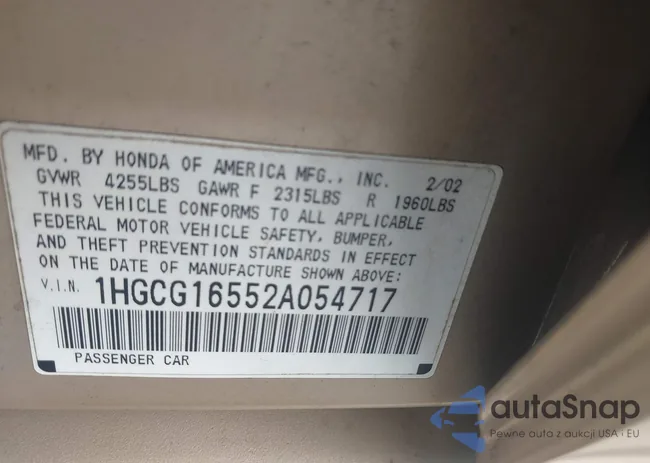 MFD. BY HONDA OF AMERICA MFG., INC. 2/02
GVWR 4255LBS GAWR F 2315LBS R 1960LBS
THIS VEHICLE CONFORMS TO ALL APPLICABLE
FEDERAL MOTOR VEHICLE SAFETY, BUMPER,
AND THEFT PREVENTION STANDARDS IN EFFECT
ON THE DATE OF MANUFACTURE SHOWN ABOVE:
V.I.N. 1HGCG16552A054717
PASSENGER CAR
autaSnap
Pewne auta z aukcji USA i EU